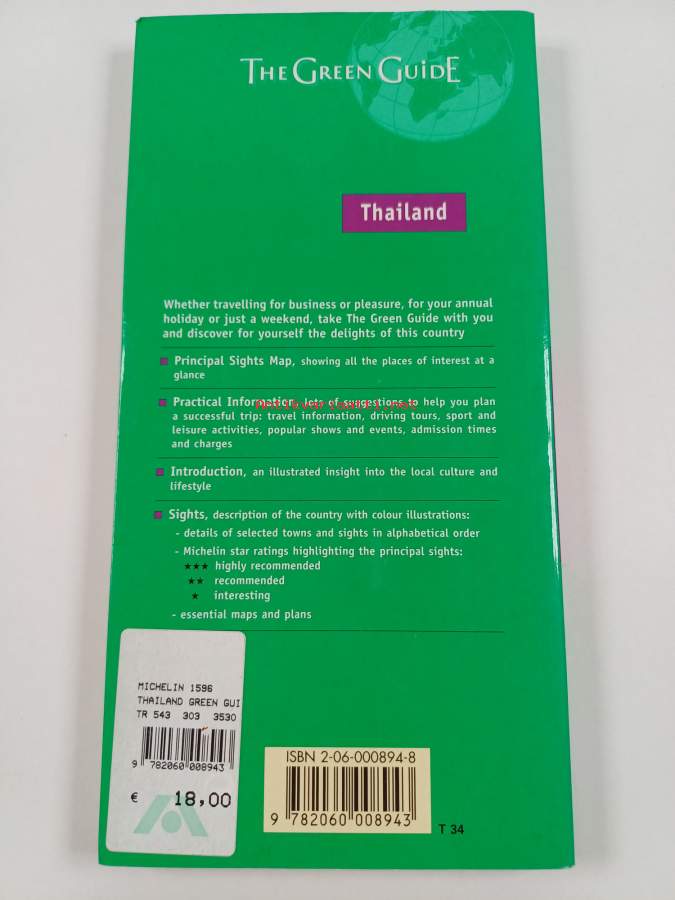 THE GREEN GUIDE
Thailand
Whether travelling for business or pleasure, for your annual
holiday or just a weekend, take The Green Guide with you
and discover for yourself the delights of this country
Principal Sights Map, showing all the places of interest at a
glance
Practical Information, lots of suggestions to help you plan
Antikvariaatti.net
a successful trip: travel information, driving tours, sport and
leisure activities, popular shows and events, admission times
and charges
Introduction, an illustrated insight into the local culture and
lifestyle
Sights, description of the country with colour illustrations:
- details of selected towns and sights in alphabetical order
- Michelin star ratings highlighting the principal sights:
★★★ highly recommended
★★ recommended
★ interesting
- essential maps and plans
MICHELIN 1596
THAILAND GREEN GUI
TR 543 303 3530
9 782060 008943
€ 18,00
ISBN 2-06-000894-8
9 782060 008943
T 34